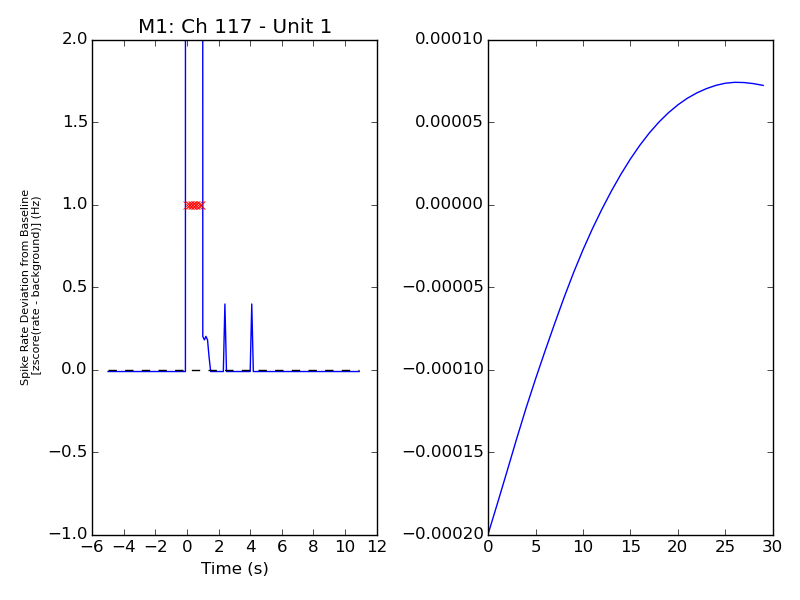 M1: Ch 117 - Unit 1
2.0
1.5
1.0
0.5
0.0
−0.5
−1.0
−6 −4 −2 0 2 4 6 8 10 12
Time (s)
Spike Rate Deviation from Baseline
[zscore(rate - background)] (Hz)
0.00010
0.00005
0.00000
−0.00005
−0.00010
−0.00015
−0.00020
0 5 10 15 20 25 30